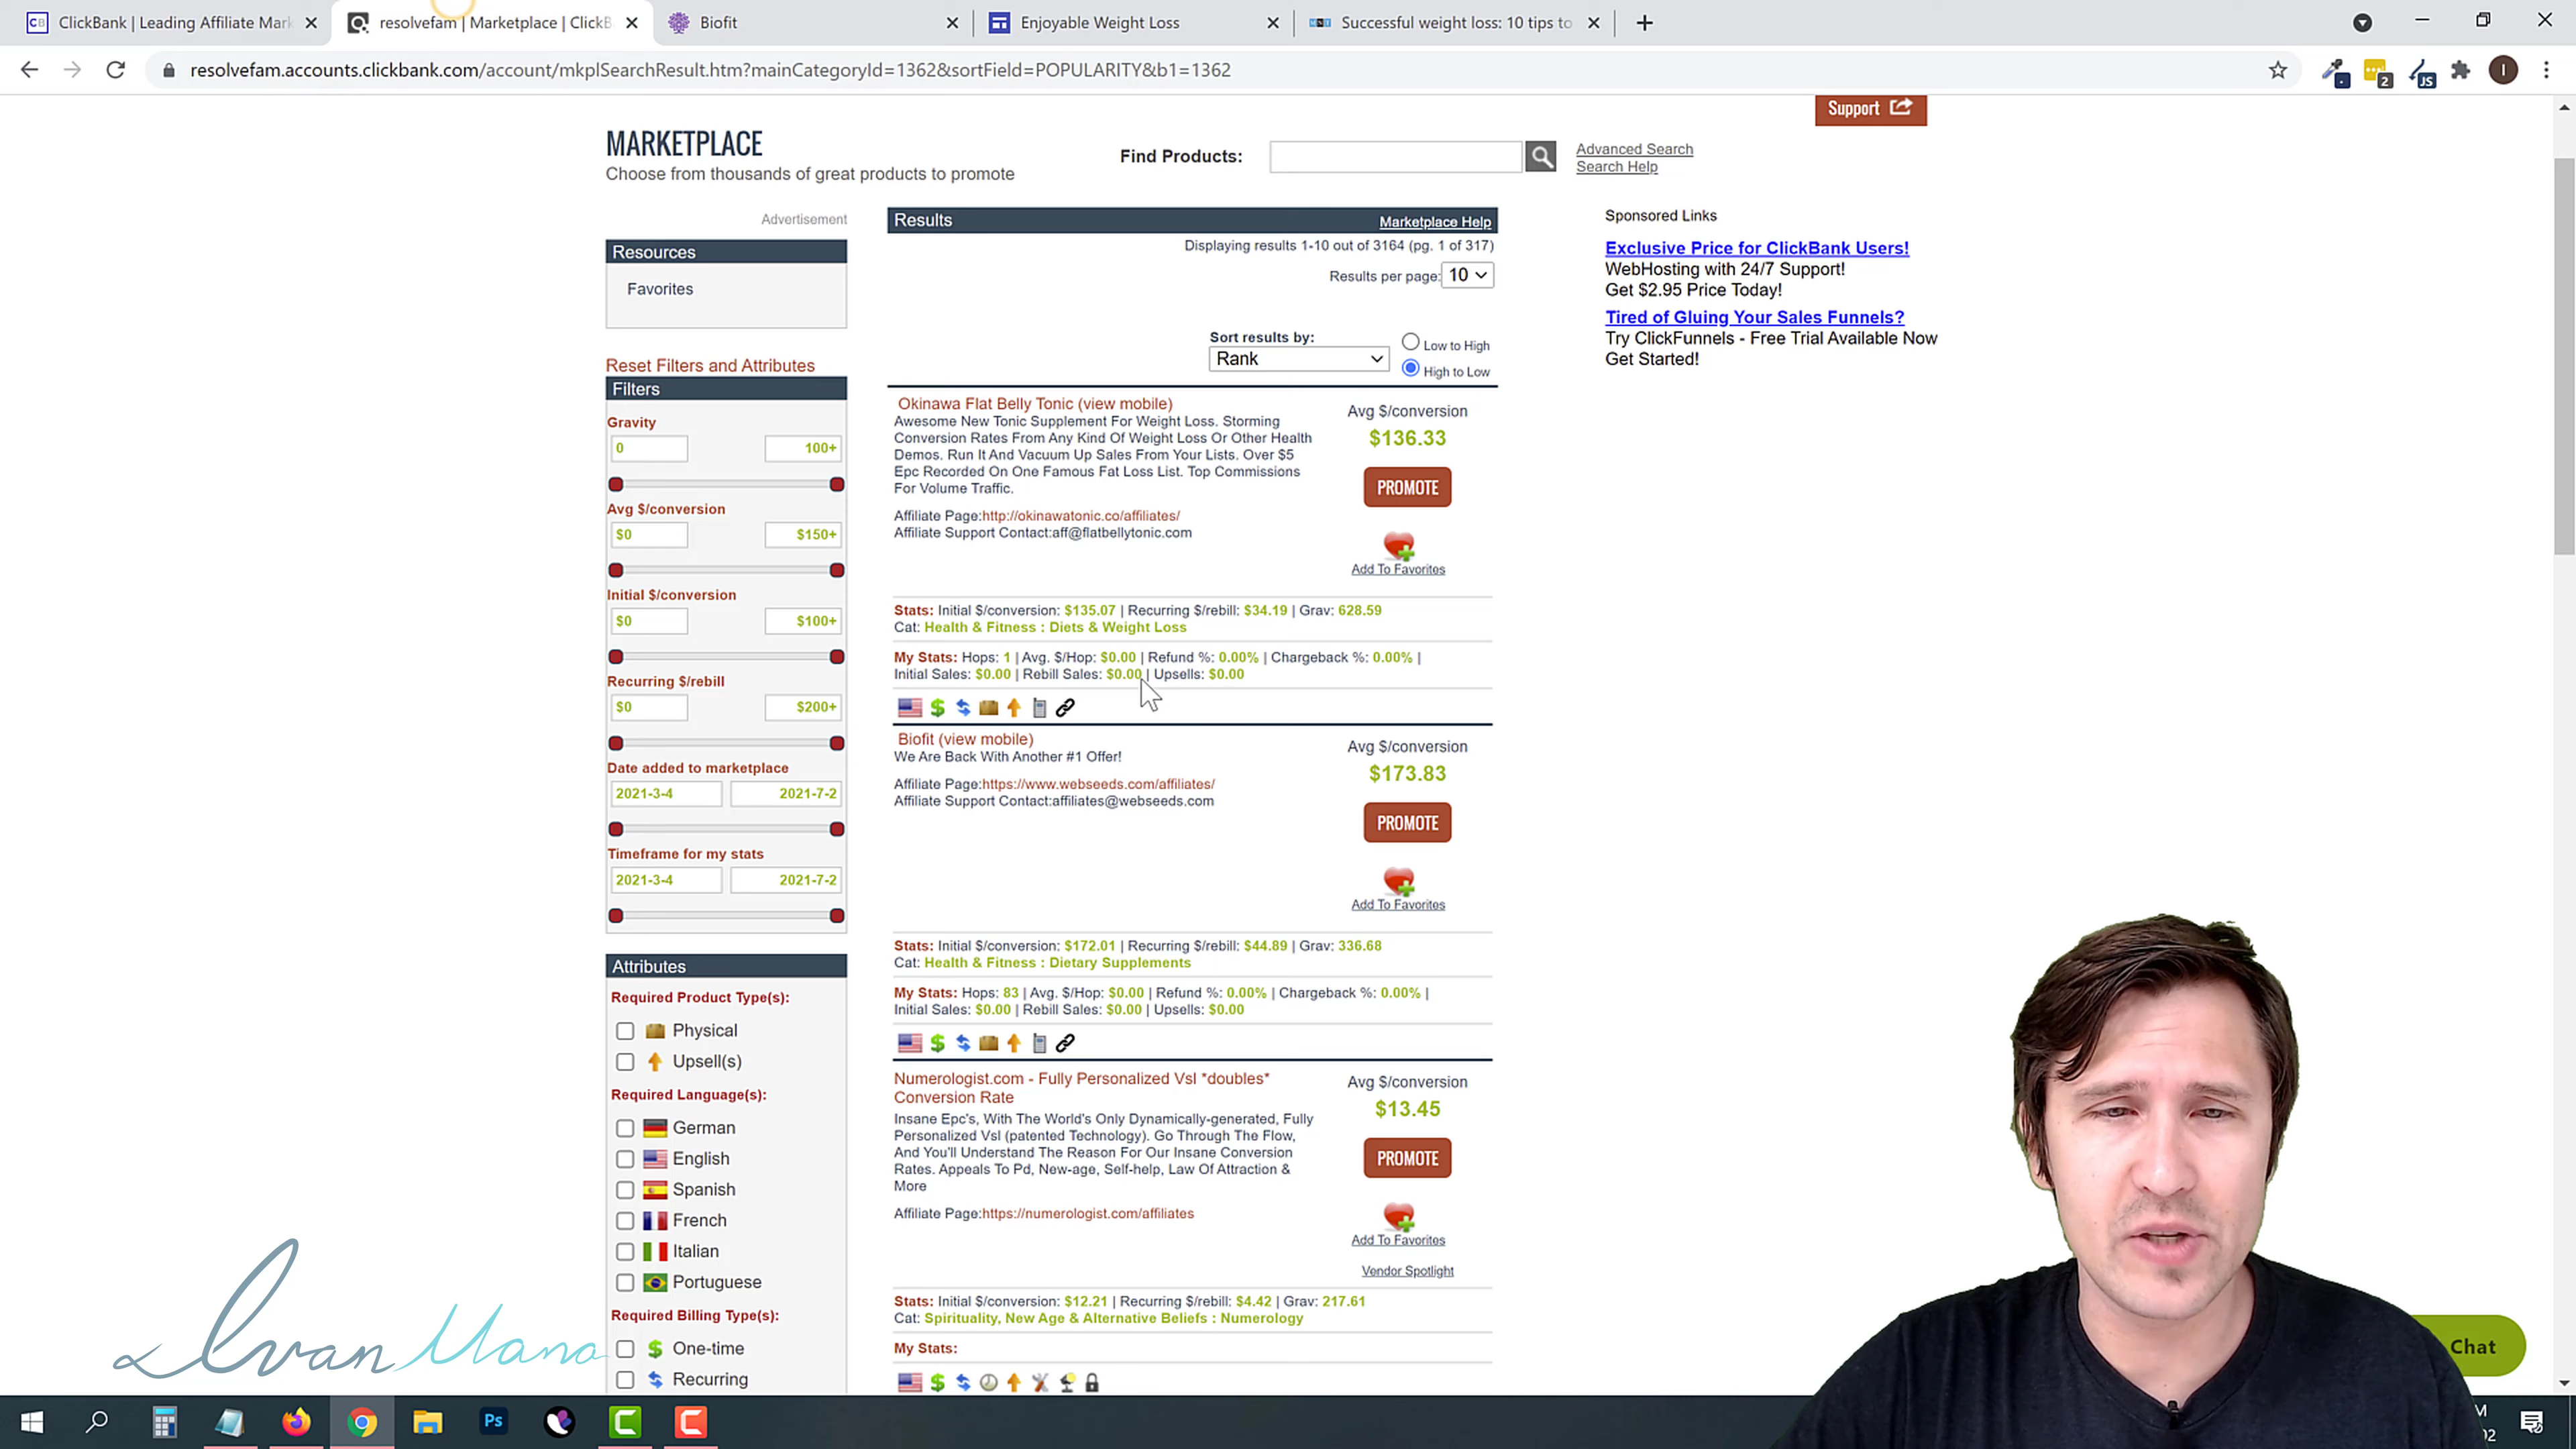 ClickBank | Leading Affiliate Mark
resolvefam | Marketplace | ClickB
Biofit
Enjoyable Weight Loss
Successful weight loss: 10 tips to
resolvefam.accounts.clickbank.com/account/mkplSearchResult.htm?mainCategoryId=1362&sortField=POPULARITY&b1=1362
2
JS
I
Support
MARKETPLACE
Choose from thousands of great products to promote
Find Products:
Advanced Search
Search Help
Advertisement
Resources
Favorites
Reset Filters and Attributes
Filters
Gravity
0 100+
Avg $/conversion
$0 $150+
Initial $/conversion
$0 $100+
Recurring $/rebill
$0 $200+
Date added to marketplace
2021-3-4 2021-7-2
Timeframe for my stats
2021-3-4 2021-7-2
Attributes
Required Product Type(s):
Physical
Upsell(s)
Required Language(s):
German
English
Spanish
French
Italian
Portuguese
Required Billing Type(s):
One-time
Recurring
Results Marketplace Help
Displaying results 1-10 out of 3164 (pg. 1 of 317)
Results per page: 10
Sort results by:
Rank
Low to High
High to Low
Okinawa Flat Belly Tonic (view mobile)
Awesome New Tonic Supplement For Weight Loss. Storming
Conversion Rates From Any Kind Of Weight Loss Or Other Health
Demos. Run It And Vacuum Up Sales From Your Lists. Over $5
Epc Recorded On One Famous Fat Loss List. Top Commissions
For Volume Traffic.
Affiliate Page:http://okinawatonic.co/affiliates/
Affiliate Support Contact:aff@flatbellytonic.com
Avg $/conversion
$136.33
PROMOTE
Add To Favorites
Stats: Initial $/conversion: $135.07 | Recurring $/rebill: $34.19 | Grav: 628.59
Cat: Health & Fitness : Diets & Weight Loss
My Stats: Hops: 1 | Avg. $/Hop: $0.00 | Refund %: 0.00% | Chargeback %: 0.00% |
Initial Sales: $0.00 | Rebill Sales: $0.00 | Upsells: $0.00
Biofit (view mobile)
We Are Back With Another #1 Offer!
Affiliate Page:https://www.webseeds.com/affiliates/
Affiliate Support Contact:affiliates@webseeds.com
Avg $/conversion
$173.83
PROMOTE
Add To Favorites
Stats: Initial $/conversion: $172.01 | Recurring $/rebill: $44.89 | Grav: 336.68
Cat: Health & Fitness : Dietary Supplements
My Stats: Hops: 83 | Avg. $/Hop: $0.00 | Refund %: 0.00% | Chargeback %: 0.00% |
Initial Sales: $0.00 | Rebill Sales: $0.00 | Upsells: $0.00
Numerologist.com - Fully Personalized Vsl *doubles*
Conversion Rate
Insane Epc's, With The World's Only Dynamically-generated, Fully
Personalized Vsl (patented Technology). Go Through The Flow,
And You'll Understand The Reason For Our Insane Conversion
Rates. Appeals To Pd, New-age, Self-help, Law Of Attraction &
More
Affiliate Page:https://numerologist.com/affiliates
Avg $/conversion
$13.45
PROMOTE
Add To Favorites
Vendor Spotlight
Stats: Initial $/conversion: $12.21 | Recurring $/rebill: $4.42 | Grav: 217.61
Cat: Spirituality, New Age & Alternative Beliefs : Numerology
My Stats:
Sponsored Links
Exclusive Price for ClickBank Users!
WebHosting with 24/7 Support!
Get $2.95 Price Today!
Tired of Gluing Your Sales Funnels?
Try ClickFunnels - Free Trial Available Now
Get Started!
Ivan Mana
Chat
CB
Ps
M
02